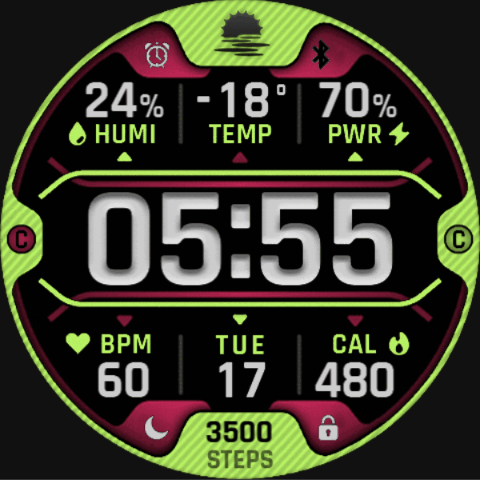 24% -18° 70%
HUMI TEMP PWR
05:55
C C
BPM TUE CAL
60 17 480
3500
STEPS